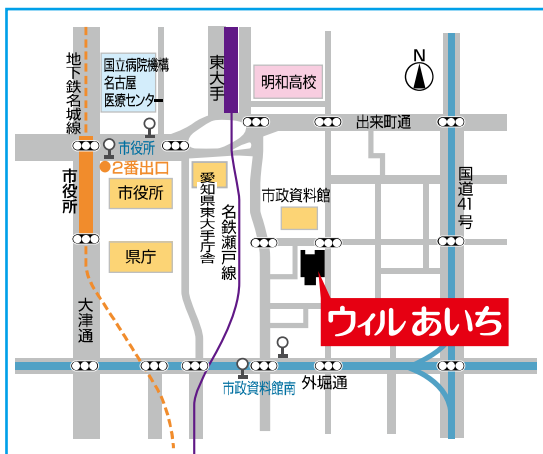 地下鉄名城線
国立病院機構
名古屋
医療センター
東大手
明和高校
N
出来町通
市役所
2番出口
市役所
市役所
愛知県東大手庁舎
名鉄瀬戸線
市政資料館
国道41号
県庁
大津通
ウィルあいち
市政資料館南
外堀通